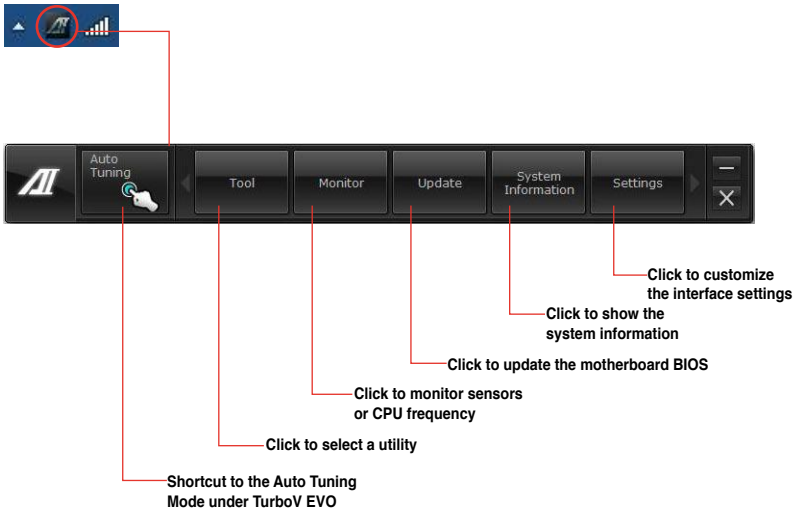 Auto
Tuning
Tool
Monitor
Update
System
Information
Settings
Click to customize
the interface settings
Click to show the
system information
Click to update the motherboard BIOS
Click to monitor sensors
or CPU frequency
Click to select a utility
Shortcut to the Auto Tuning
Mode under TurboV EVO